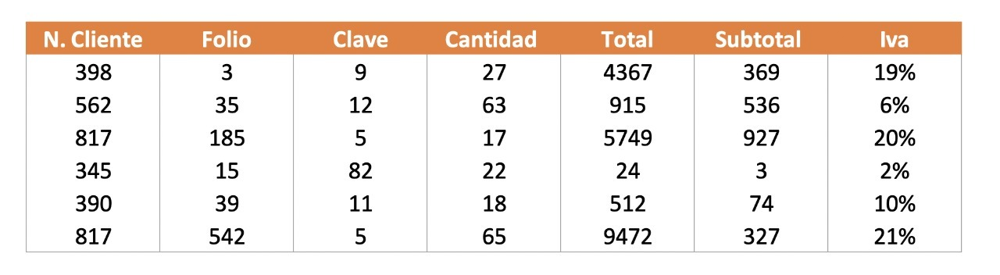 N. Cliente Folio Clave Cantidad Total Subtotal Iva
398 3 9 27 4367 369 19%
562 35 12 63 915 536 6%
817 185 5 17 5749 927 20%
345 15 82 22 24 3 2%
390 39 11 18 512 74 10%
817 542 5 65 9472 327 21%